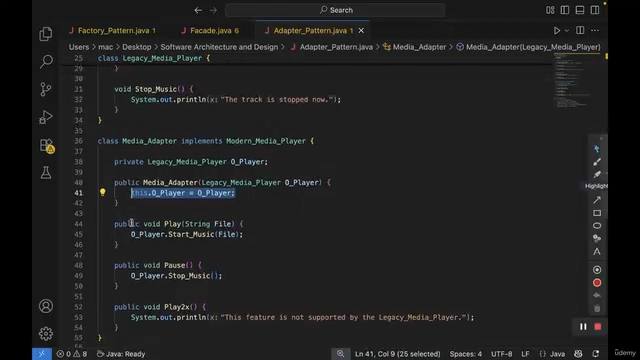 Search
Factory_Pattern.java 1
Facade.java 6
Adapter_Pattern.java 1
Users > mac > Desktop > Software Architecture and Design > Adapter_Pattern.java > Media_Adapter > Media_Adapter(Legacy_Media_Player)
25 class Legacy_Media_Player {
29 }
30
31 void Stop_Music() {
32 System.out.println(x:"The track is stopped now.");
33 }
34 }
35
36 class Media_Adapter implements Modern_Media_Player {
37
38 private Legacy_Media_Player O_Player;
39
40 public Media_Adapter(Legacy_Media_Player O_Player) {
41 this.O_Player = O_Player;
42 }
43
44 public void Play(String File) {
45 O_Player.Start_Music(File);
46 }
47
48 public void Pause() {
49 O_Player.Stop_Music();
50 }
51
52 public void Play2x() {
53 System.out.println(x:"This feature is not supported by the Legacy_Media_Player.");
54 }
55 }
Highlight
0 8 Java: Ready
Ln 41, Col 9 (25 selected) Spaces: 4 UTF-8 LF Java
udemy